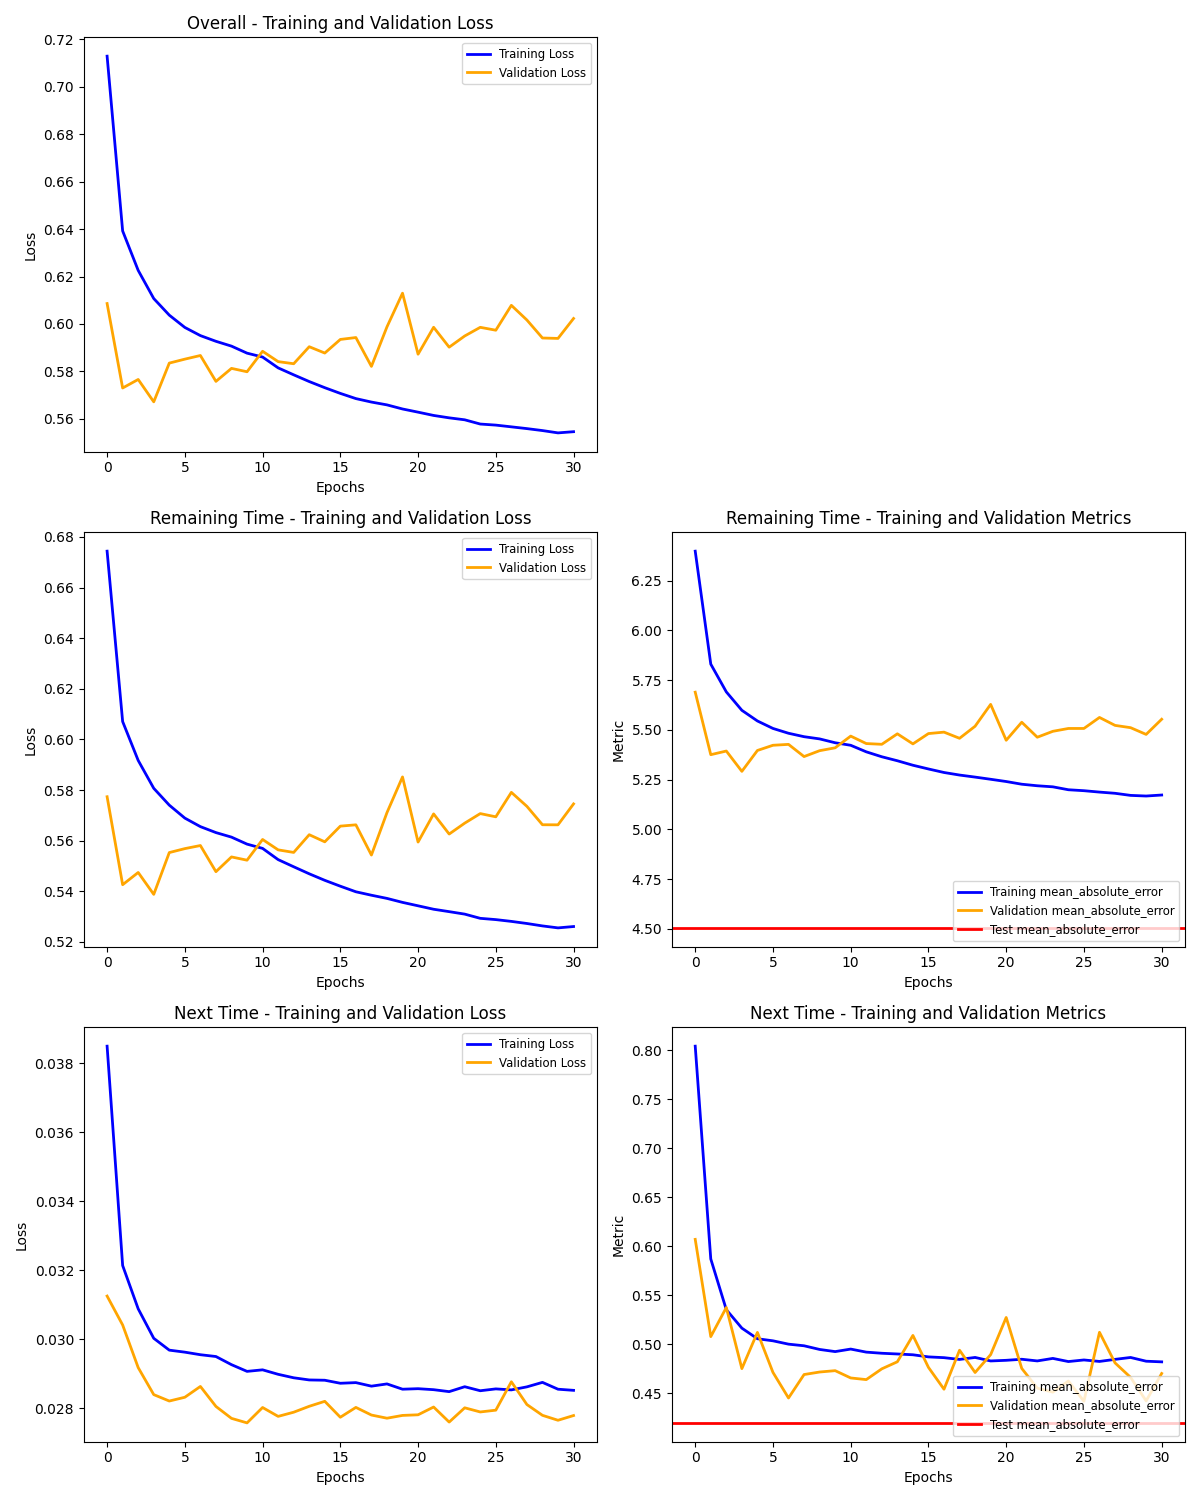 Overall - Training and Validation Loss
Training Loss
Validation Loss
0.72
0.70
0.68
0.66
0.64
0.62
0.60
0.58
0.56
Loss
0 5 10 15 20 25 30
Epochs
Remaining Time - Training and Validation Loss
Training Loss
Validation Loss
0.68
0.66
0.64
0.62
0.60
0.58
0.56
0.54
0.52
Loss
0 5 10 15 20 25 30
Epochs
Remaining Time - Training and Validation Metrics
6.25
6.00
5.75
5.50
5.25
5.00
4.75
4.50
Metric
Training mean_absolute_error
Validation mean_absolute_error
Test mean_absolute_error
0 5 10 15 20 25 30
Epochs
Next Time - Training and Validation Loss
Training Loss
Validation Loss
0.038
0.036
0.034
0.032
0.030
0.028
Loss
0 5 10 15 20 25 30
Epochs
Next Time - Training and Validation Metrics
0.80
0.75
0.70
0.65
0.60
0.55
0.50
0.45
Metric
Training mean_absolute_error
Validation mean_absolute_error
Test mean_absolute_error
0 5 10 15 20 25 30
Epochs